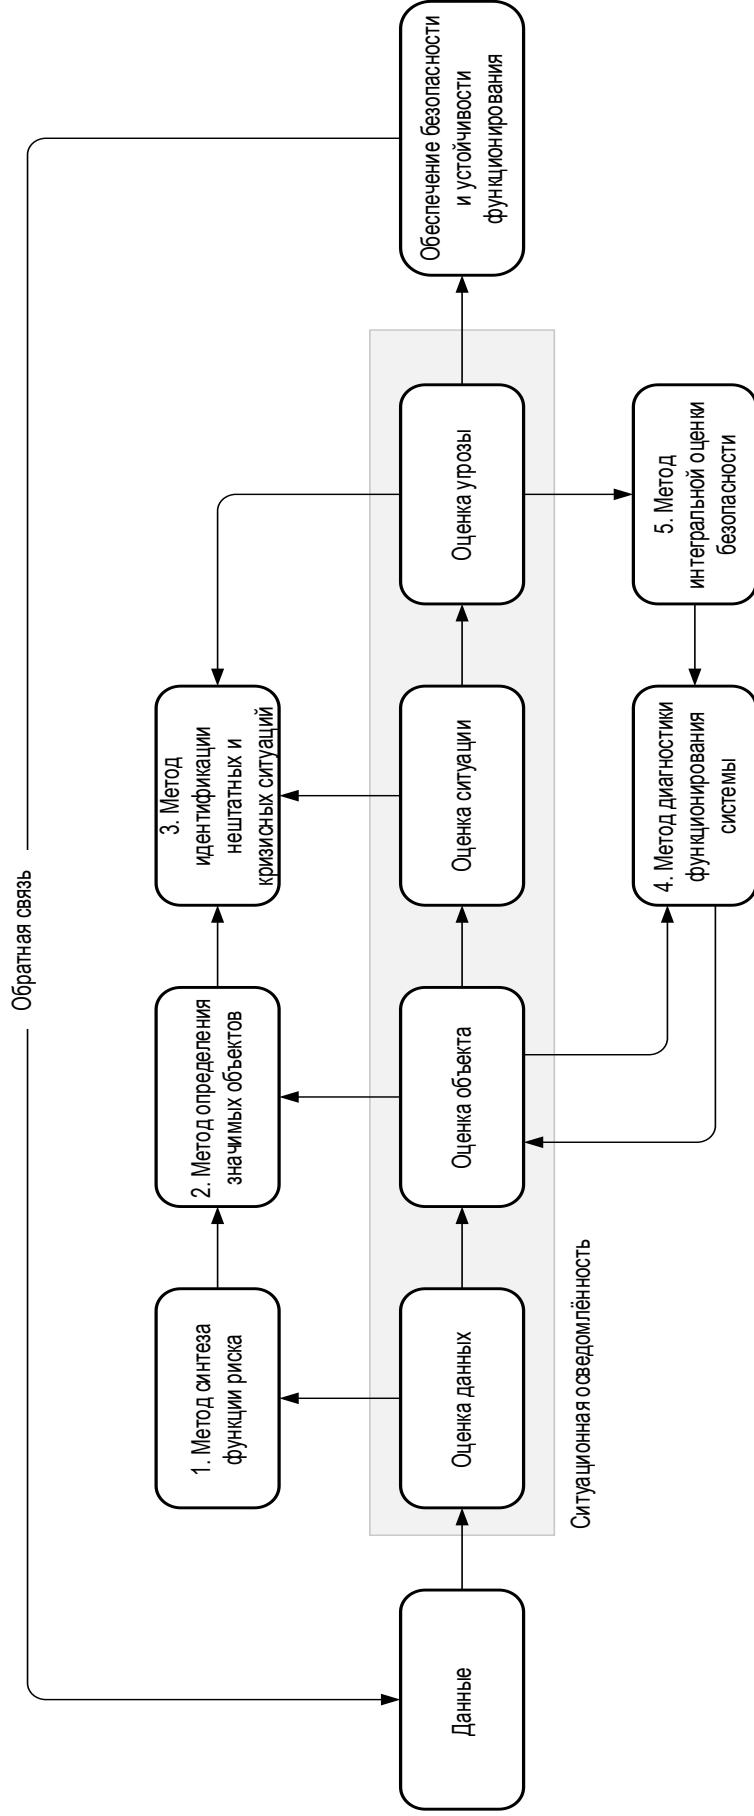 Обратная связь
1. Метод синтеза
функции риска
2. Метод определения
значимых объектов
3. Метод
идентификации
нештатных и
кризисных ситуаций
Данные
Оценка данных
Оценка объекта
Оценка ситуации
Оценка угрозы
Обеспечение безопасности
и устойчивости
функционирования
Ситуационная осведомлённость
4. Метод диагностики
функционирования
системы
5. Метод
интегральной оценки
безопасности